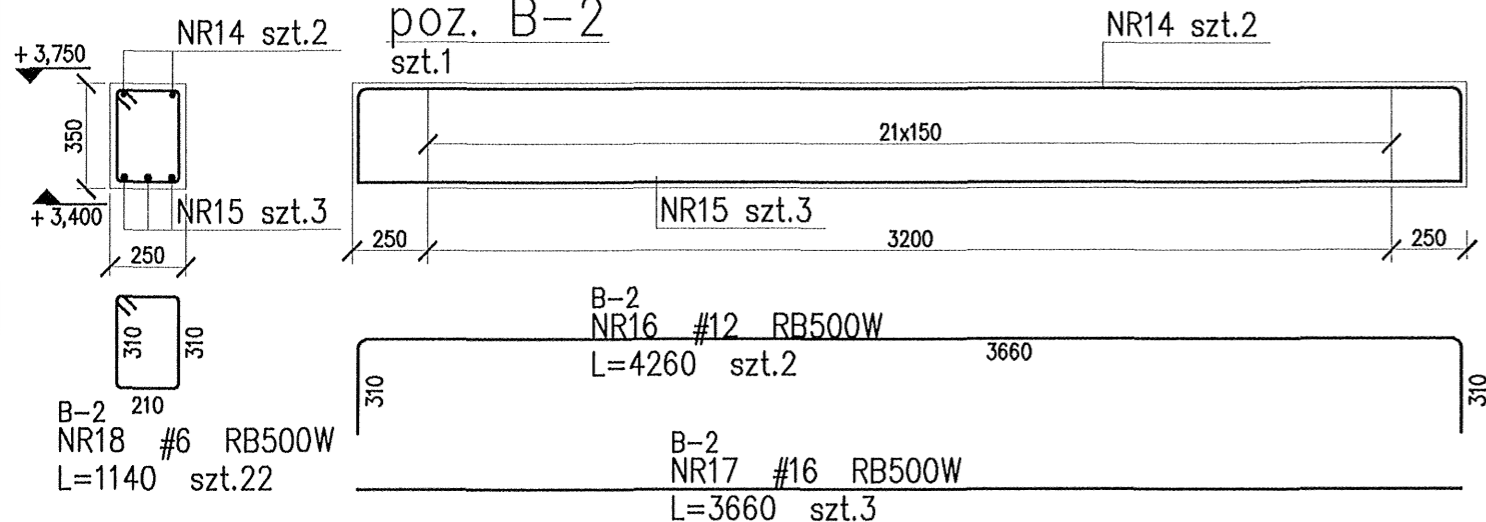 poz. B-2
szt.1
NR14 szt.2
+3,750
350
+3,400
NR15 szt.3
250
NR14 szt.2
21x150
NR15 szt.3
250
3200
250
310
310
210
B-2
NR18 #6 RB500W
L=1140 szt.22
B-2
NR16 #12 RB500W
L=4260 szt.2
3660
310
310
B-2
NR17 #16 RB500W
L=3660 szt.3